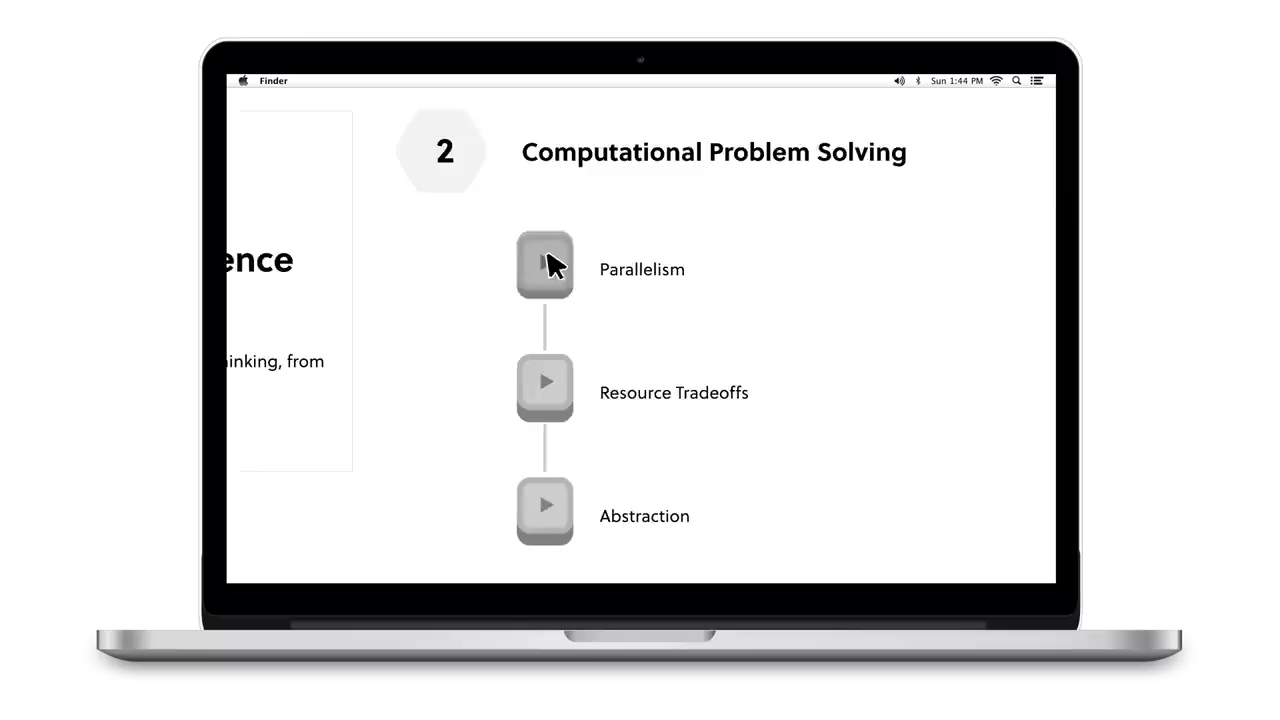 Finder
Sun 1:44 PM
2
Computational Problem Solving
ence
Parallelism
inking, from
Resource Tradeoffs
Abstraction